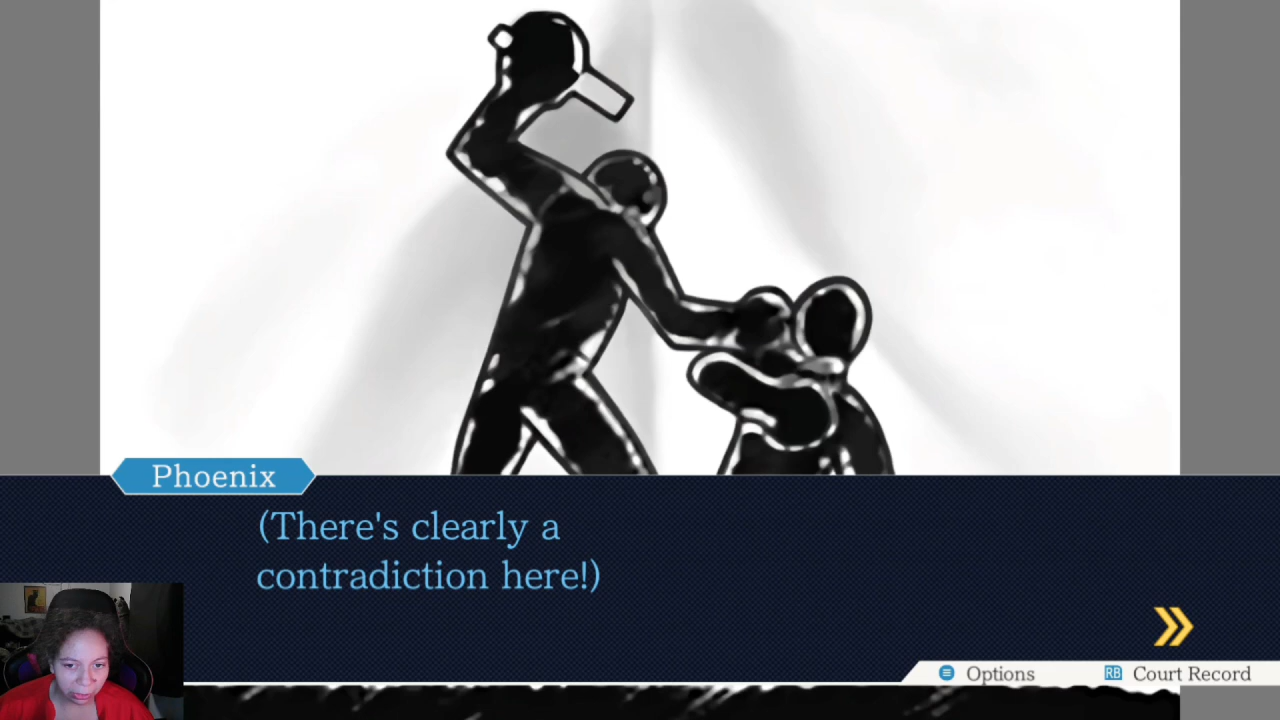 Phoenix
(There's clearly a
contradiction here!)
Options
RB Court Record